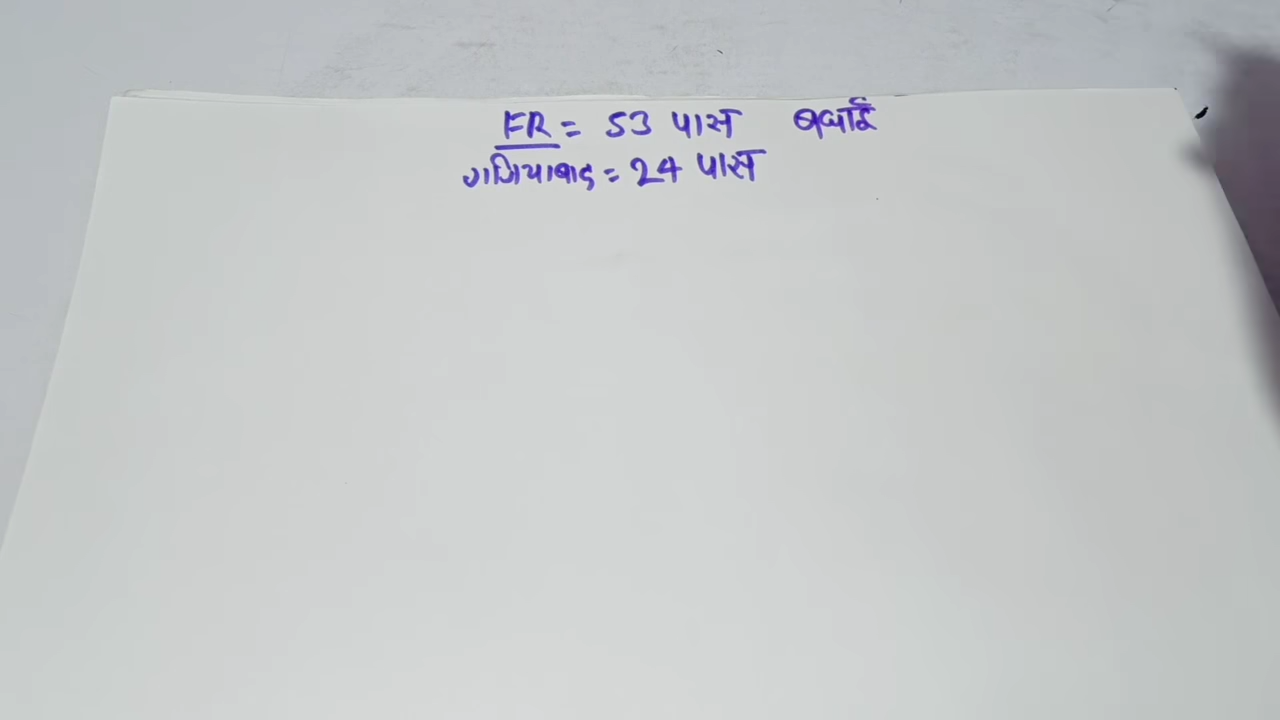 FR = 53 पास बधाई
गाजियाबाद = 24 पास